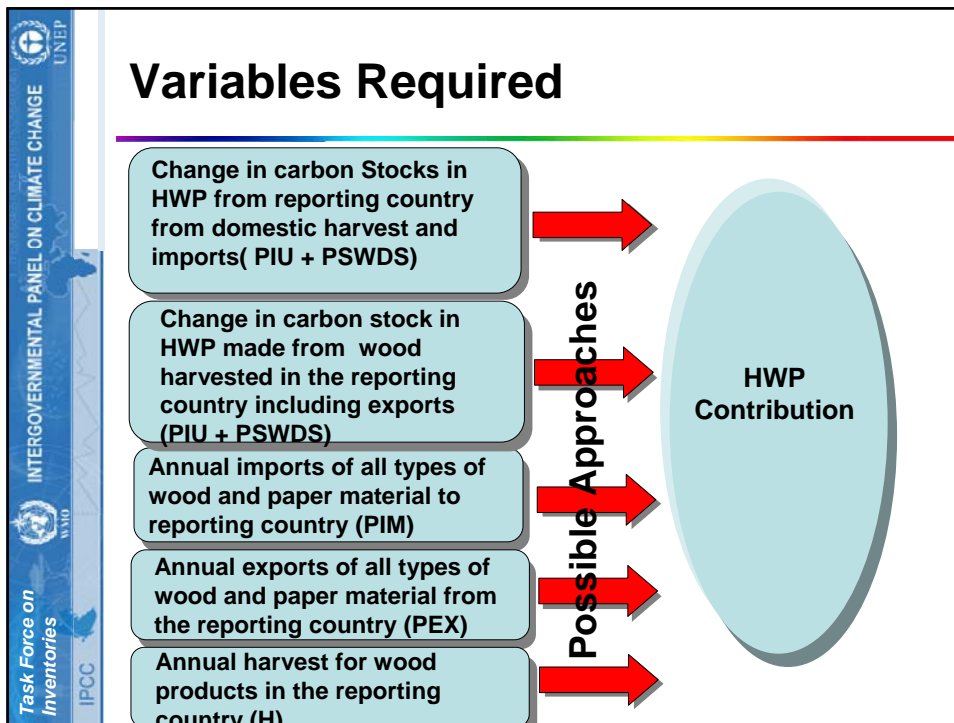 Variables Required
Change in carbon Stocks in
HWP from reporting country
from domestic harvest and
imports( PIU + PSWDS)
Change in carbon stock in
HWP made from wood
harvested in the reporting
country including exports
(PIU + PSWDS)
Annual imports of all types of
wood and paper material to
reporting country (PIM)
Annual exports of all types of
wood and paper material from
the reporting country (PEX)
Annual harvest for wood
products in the reporting
country (H)
Possible Approaches
HWP
Contribution
UNEP
INTERGOVERNMENTAL PANEL ON CLIMATE CHANGE
WMO
Task Force on
Inventories
IPCC